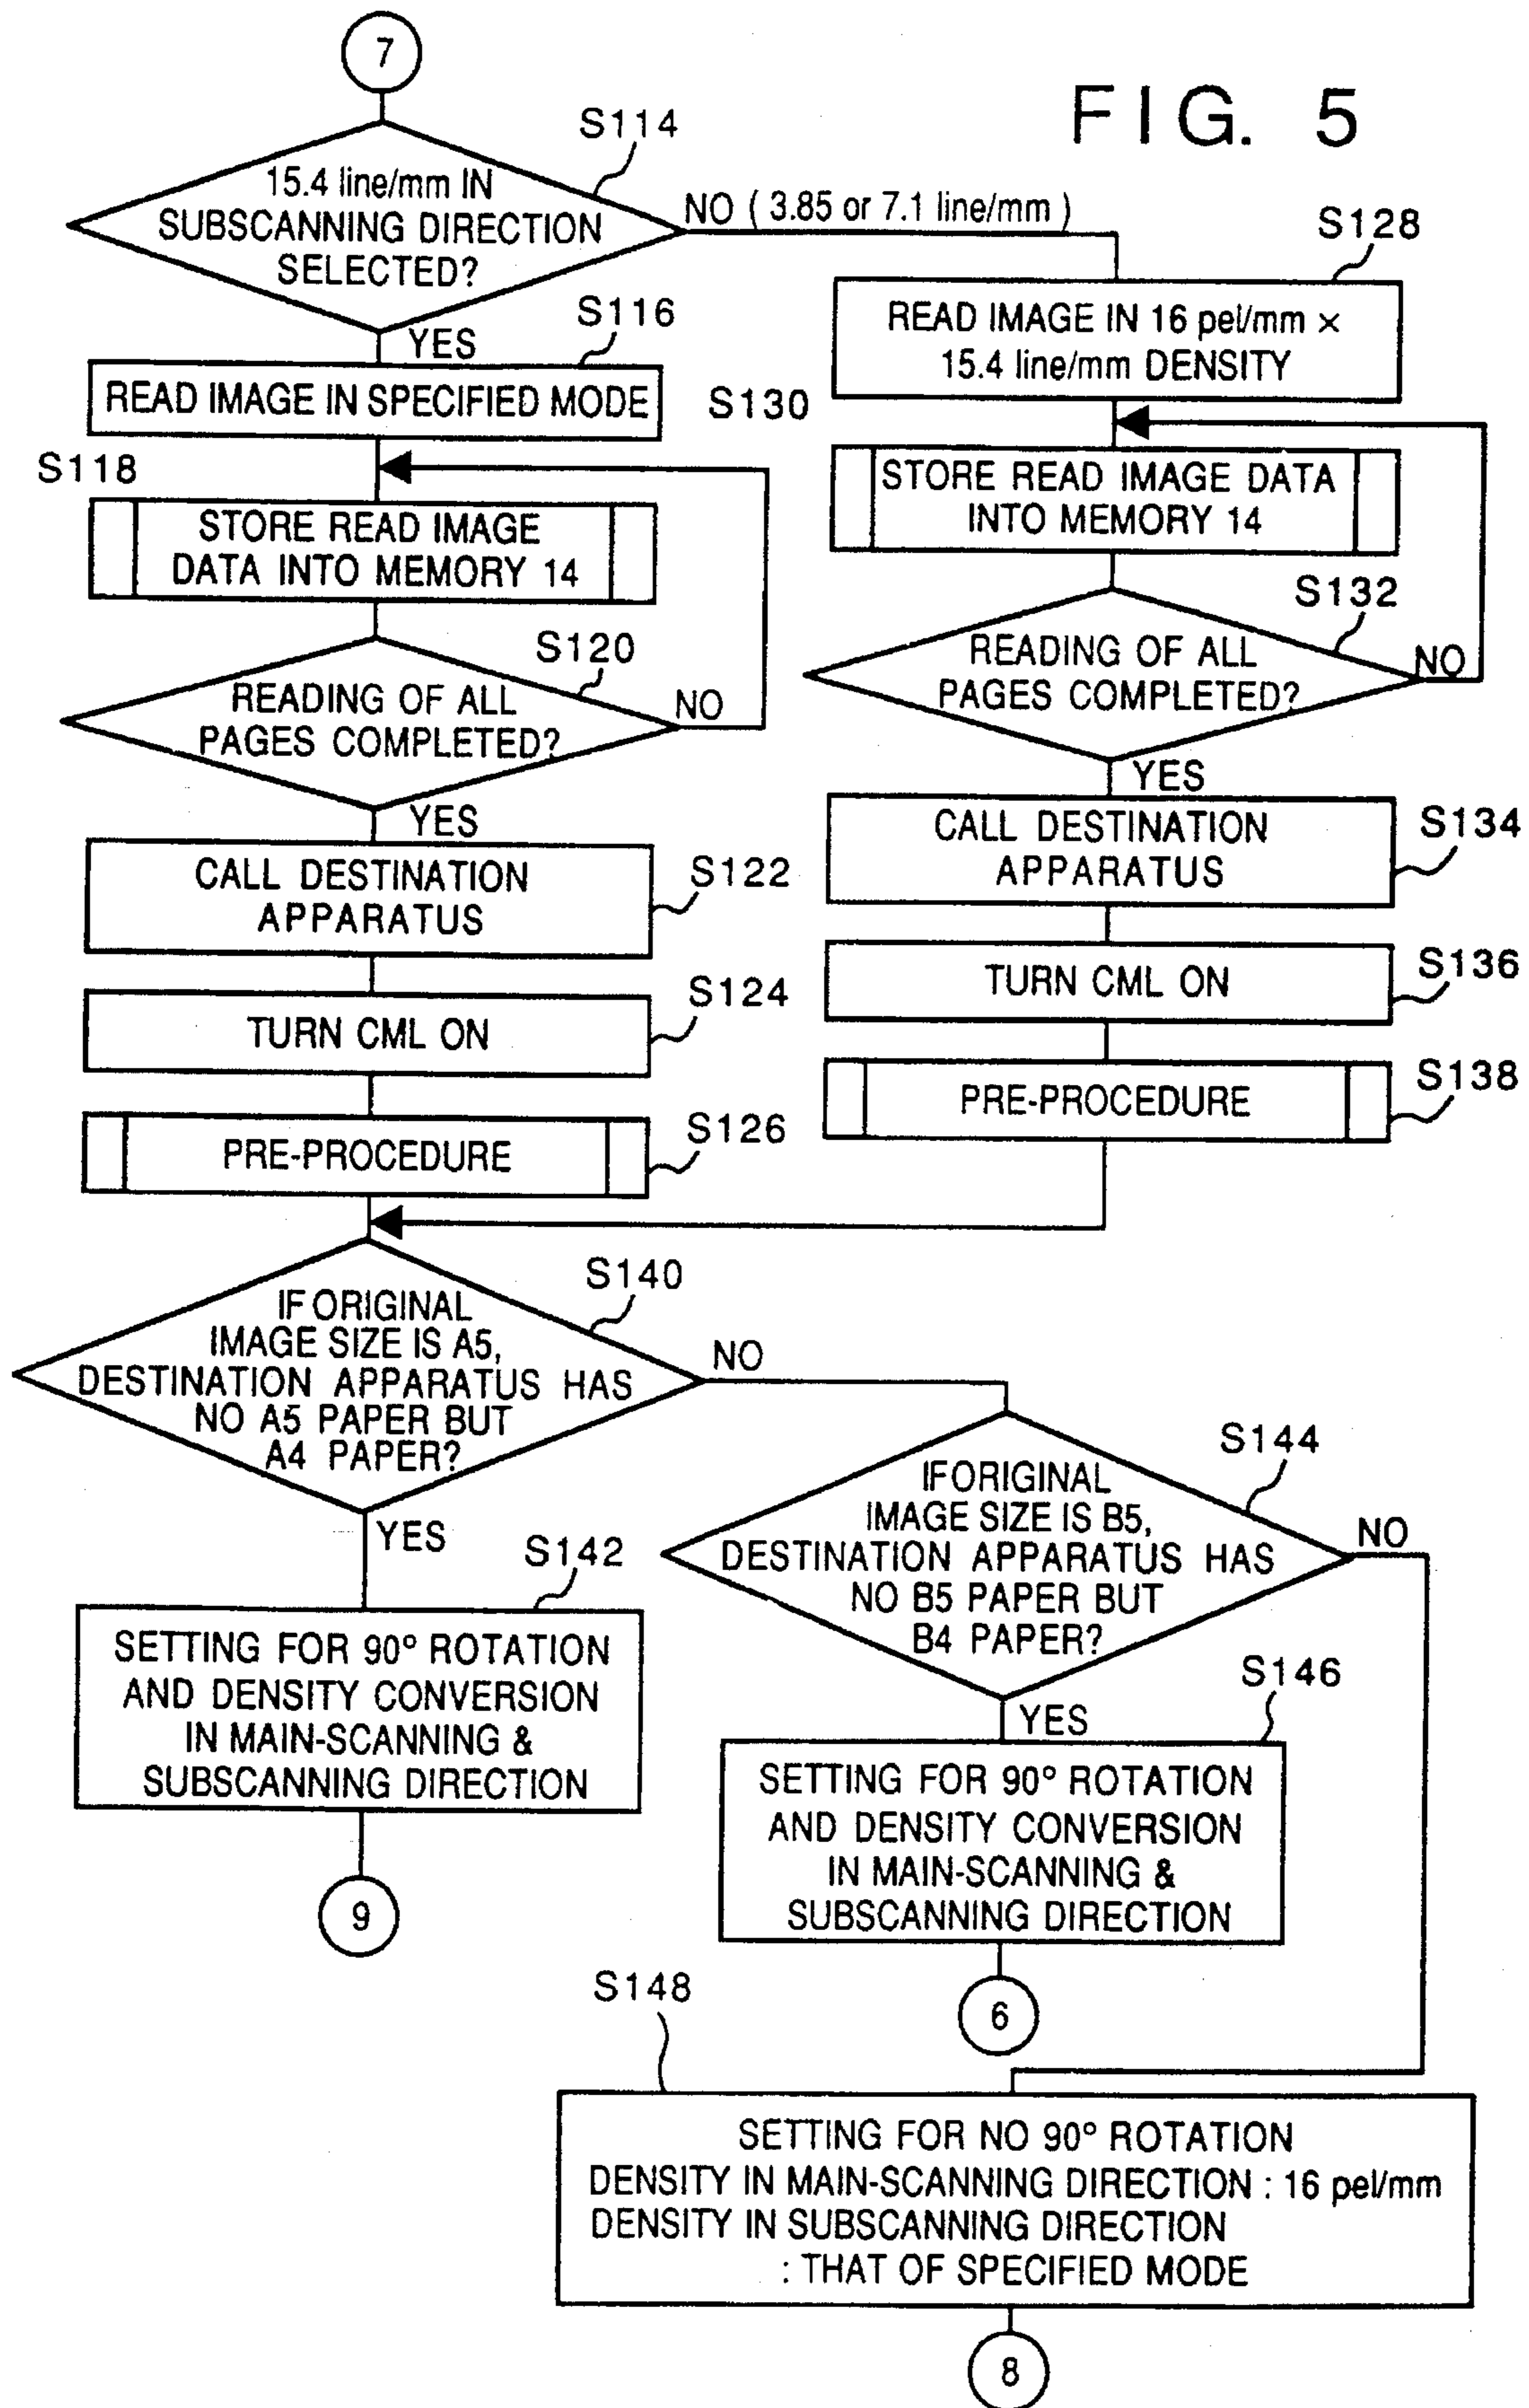 7
FIG. 5
S114
15.4 line/mm IN
SUBSCANNING DIRECTION
SELECTED?
NO ( 3.85 or 7.1 line/mm )
YES
S116
READ IMAGE IN SPECIFIED MODE
S118
STORE READ IMAGE
DATA INTO MEMORY 14
S120
READING OF ALL
PAGES COMPLETED?
NO
YES
CALL DESTINATION
APPARATUS
S122
TURN CML ON
S124
PRE-PROCEDURE
S126
S128
READ IMAGE IN 16 pel/mm ×
15.4 line/mm DENSITY
S130
STORE READ IMAGE DATA
INTO MEMORY 14
S132
READING OF ALL
PAGES COMPLETED?
NO
YES
CALL DESTINATION
APPARATUS
S134
TURN CML ON
S136
PRE-PROCEDURE
S138
S140
IF ORIGINAL
IMAGE SIZE IS A5,
DESTINATION APPARATUS HAS
NO A5 PAPER BUT
A4 PAPER?
NO
YES
S142
SETTING FOR 90° ROTATION
AND DENSITY CONVERSION
IN MAIN-SCANNING &
SUBSCANNING DIRECTION
9
S144
IF ORIGINAL
IMAGE SIZE IS B5,
DESTINATION APPARATUS HAS
NO B5 PAPER BUT
B4 PAPER?
NO
YES
S146
SETTING FOR 90° ROTATION
AND DENSITY CONVERSION
IN MAIN-SCANNING &
SUBSCANNING DIRECTION
6
S148
SETTING FOR NO 90° ROTATION
DENSITY IN MAIN-SCANNING DIRECTION : 16 pel/mm
DENSITY IN SUBSCANNING DIRECTION
: THAT OF SPECIFIED MODE
8